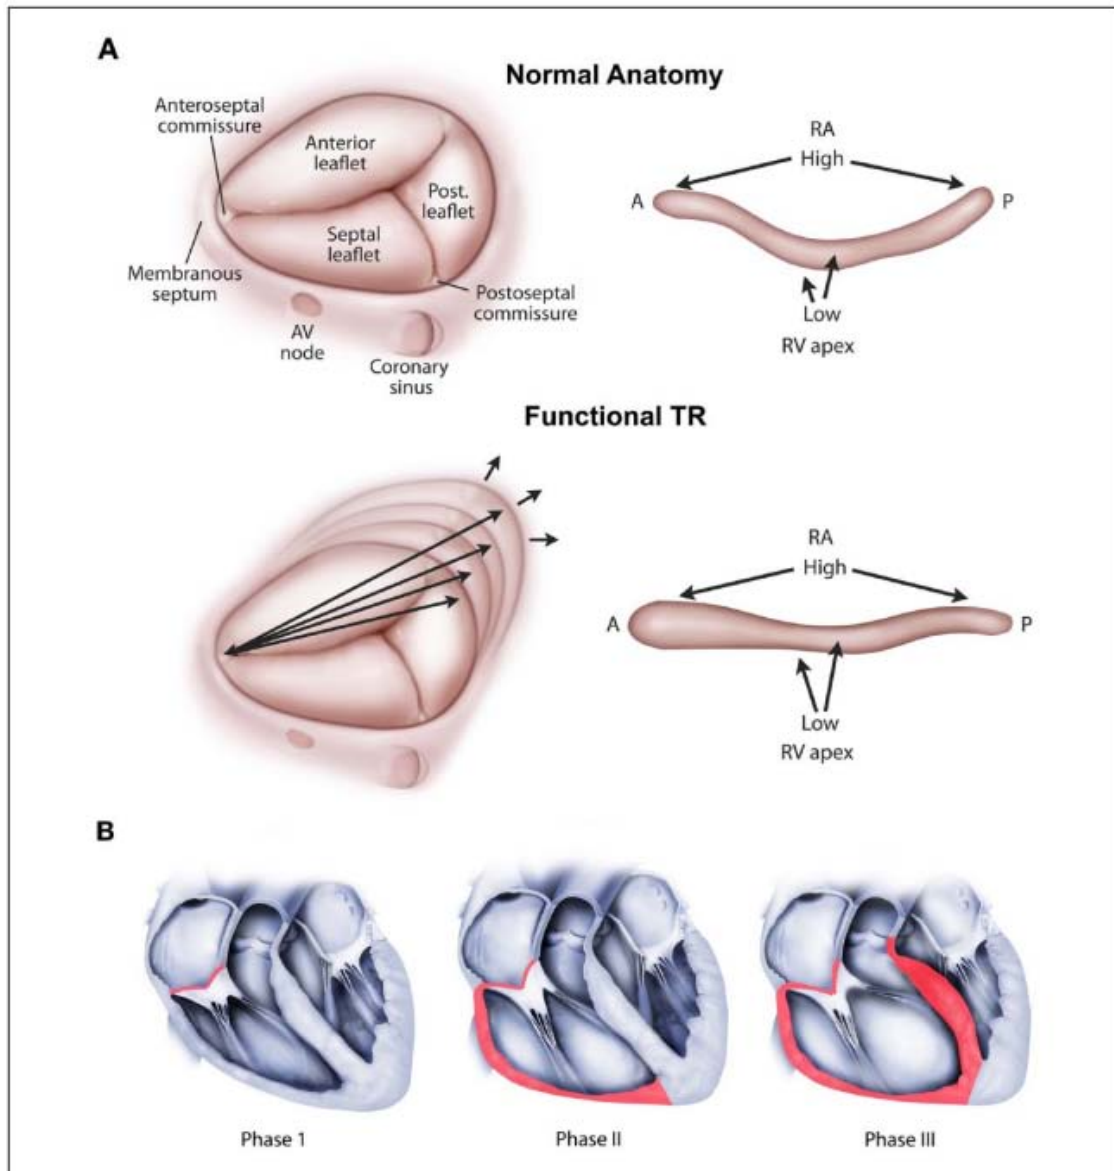 A
Normal Anatomy
Anteroseptal
commissure
Anterior
leaflet
Post.
leaflet
Septal
leaflet
Membranous
septum
AV
node
Coronary
sinus
Postoseptal
commissure
RA
High
A
P
Low
RV apex
Functional TR
RA
High
A
P
Low
RV apex
B
Phase 1
Phase II
Phase III